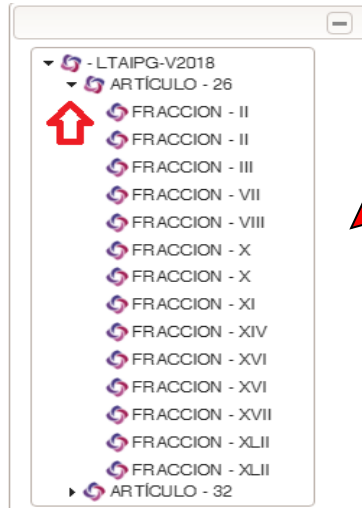 - LTAIPG-V2018
ARTÍCULO - 26
FRACCION - II
FRACCION - II
FRACCION - III
FRACCION - VII
FRACCION - VIII
FRACCION - X
FRACCION - X
FRACCION - XI
FRACCION - XIV
FRACCION - XVI
FRACCION - XVI
FRACCION - XVII
FRACCION - XLII
FRACCION - XLII
ARTÍCULO - 32